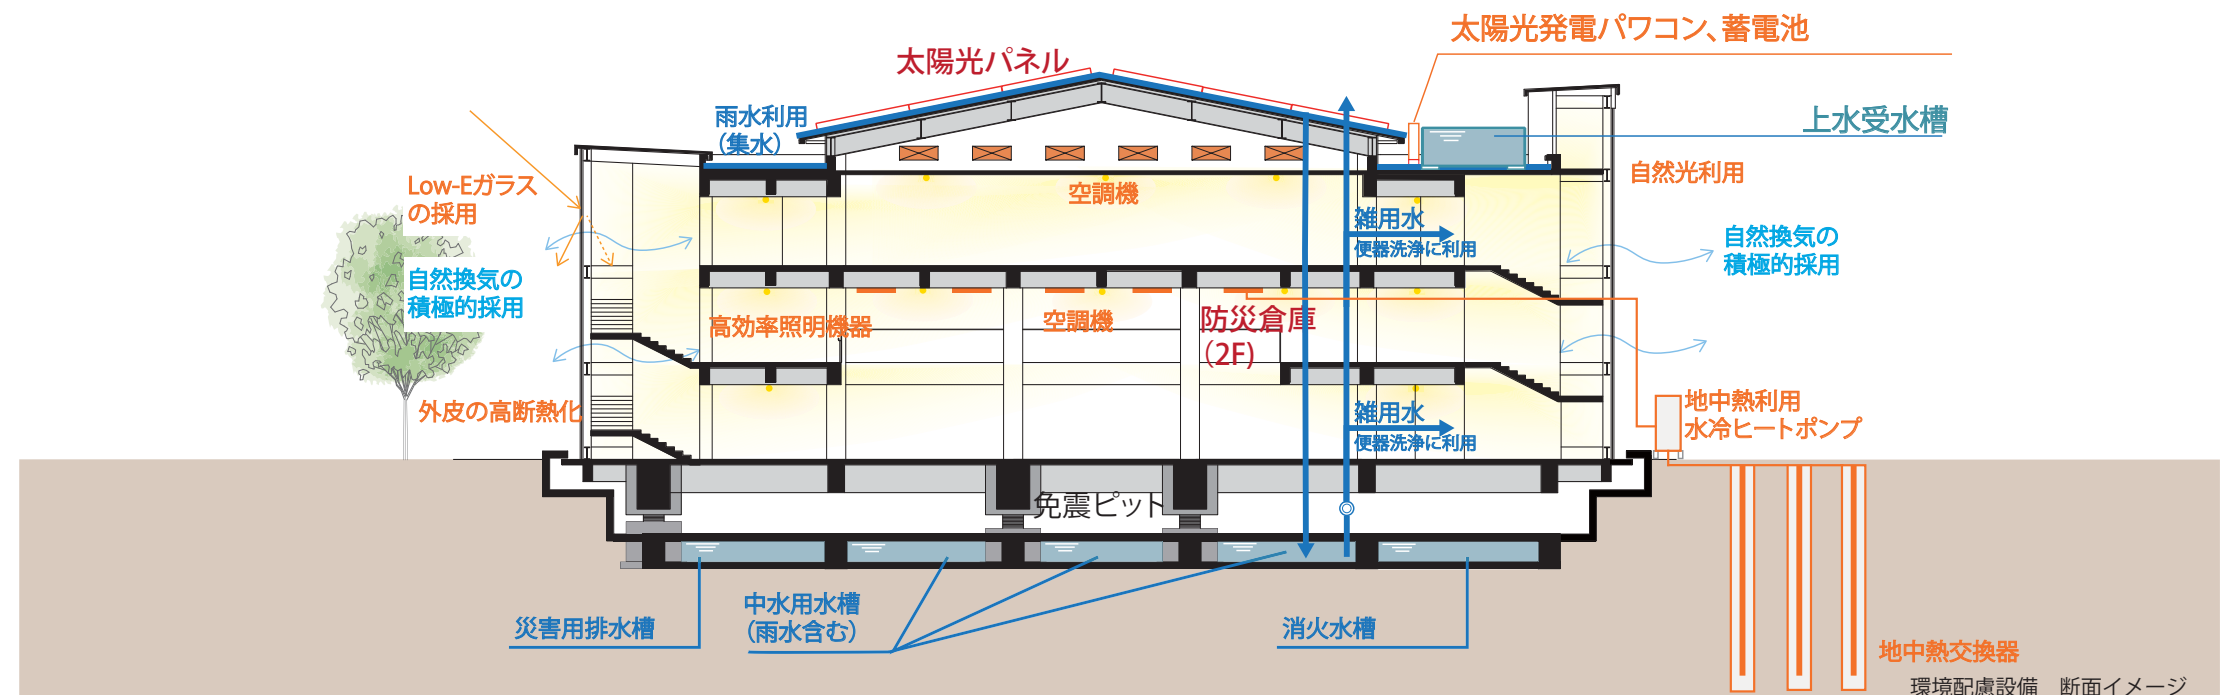 太陽光発電パワコン、蓄電池
太陽光パネル
雨水利用
（集水）
上水受水槽
Low-Eガラス
の採用
空調機
自然光利用
雑用水
便器洗浄に利用
自然換気の
積極的採用
自然換気の
積極的採用
高効率照明機器
空調機
防災倉庫
（2F）
外皮の高断熱化
雑用水
便器洗浄に利用
地中熱利用
水冷ヒートポンプ
免震ピット
災害用排水槽
中水用水槽
（雨水含む）
消火水槽
地中熱交換器
環境配慮設備　断面イメージ